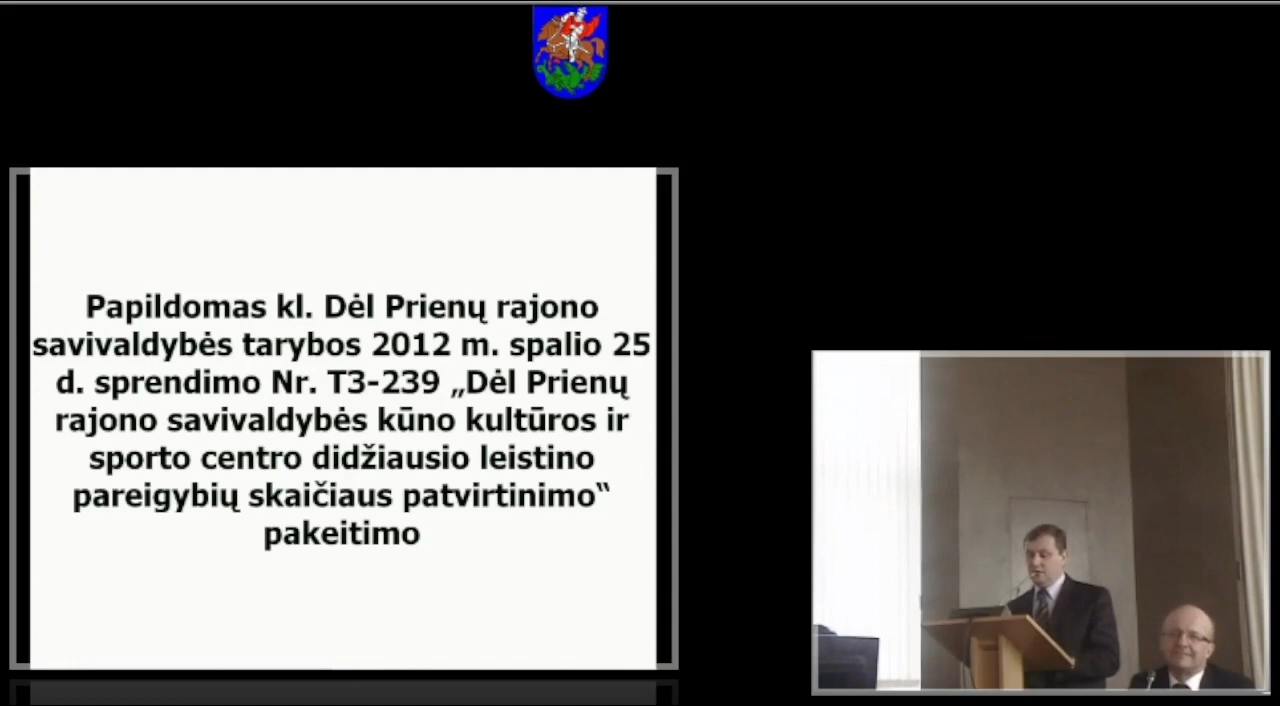 Papildomas kl. Dėl Prienų rajono
savivaldybės tarybos 2012 m. spalio 25
d. sprendimo Nr. T3-239 „Dėl Prienų
rajono savivaldybės kūno kultūros ir
sporto centro didžiausio leistino
pareigybių skaičiaus patvirtinimo“
pakeitimo